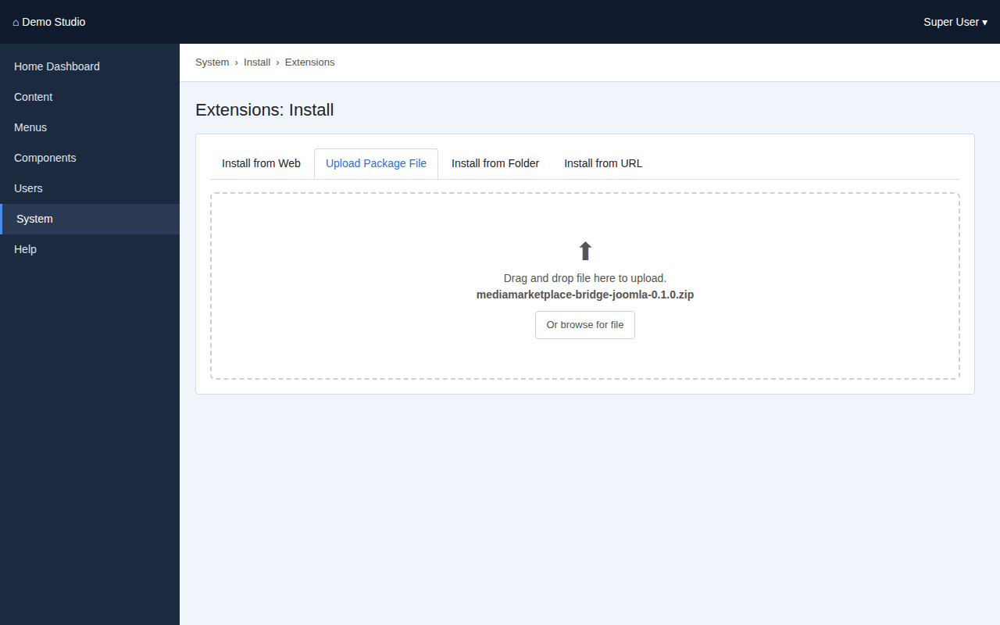 ⌂ Demo Studio
Super User ▾
Home Dashboard
Content
Menus
Components
Users
System
Help
System › Install › Extensions
Extensions: Install
Install from Web
Upload Package File
Install from Folder
Install from URL
⬆
Drag and drop file here to upload.
mediamarketplace-bridge-joomla-0.1.0.zip
Or browse for file